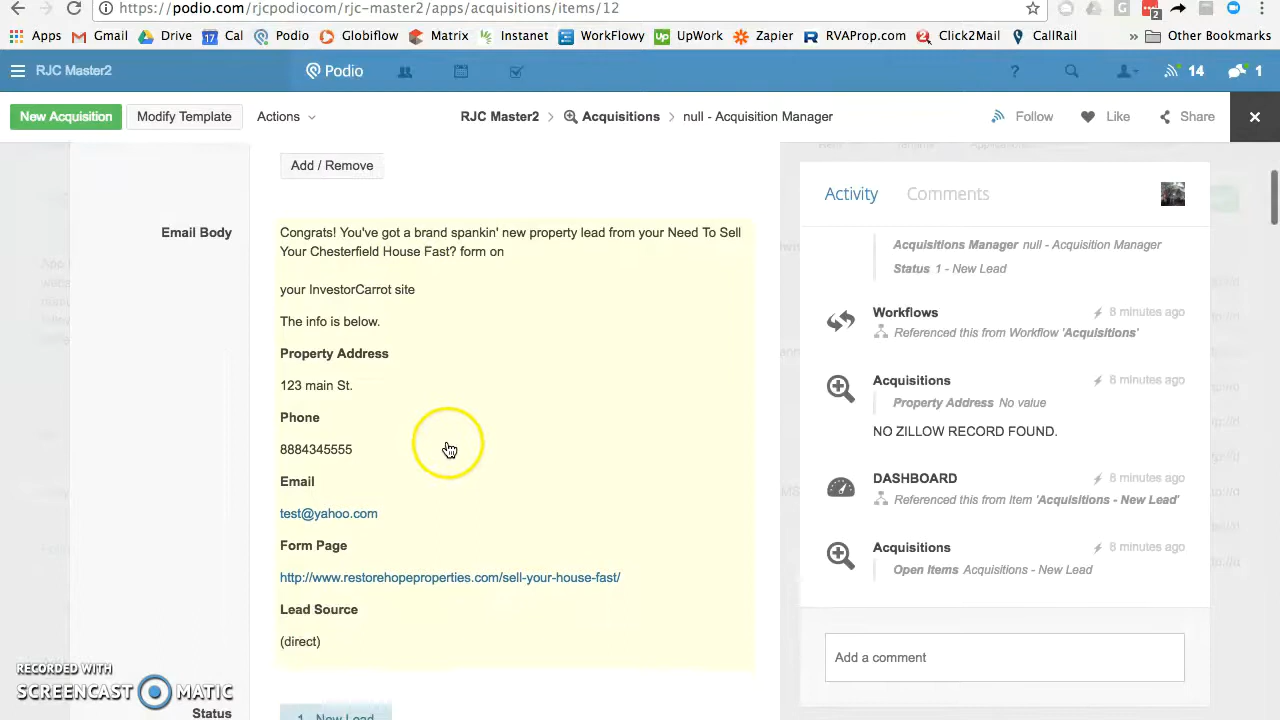 https://podio.com/rjcpodiocom/rjc-master2/apps/acquisitions/items/12
2
Apps Gmail Drive 17 Cal Podio Globiflow Matrix Instanet WorkFlowy Up UpWork Zapier R RVAProp.com Click2Mail CallRail » Other Bookmarks
RJC Master2 Podio ? 14 1
New Acquisition Modify Template Actions RJC Master2 > Acquisitions > null - Acquisition Manager Follow Like Share
Add / Remove
Email Body
Congrats! You've got a brand spankin' new property lead from your Need To Sell
Your Chesterfield House Fast? form on
your InvestorCarrot site
The info is below.
Property Address
123 main St.
Phone
8884345555
Email
test@yahoo.com
Form Page
http://www.restorehopeproperties.com/sell-your-house-fast/
Lead Source
(direct)
Status
1 - New Lead
Activity Comments
Acquisitions Manager null - Acquisition Manager
Status 1 - New Lead
Workflows 8 minutes ago
Referenced this from Workflow 'Acquisitions'
Acquisitions 8 minutes ago
Property Address No value
NO ZILLOW RECORD FOUND.
DASHBOARD 8 minutes ago
Referenced this from Item 'Acquisitions - New Lead'
Acquisitions 8 minutes ago
Open Items Acquisitions - New Lead
Add a comment
RECORDED WITH
SCREENCAST MATIC